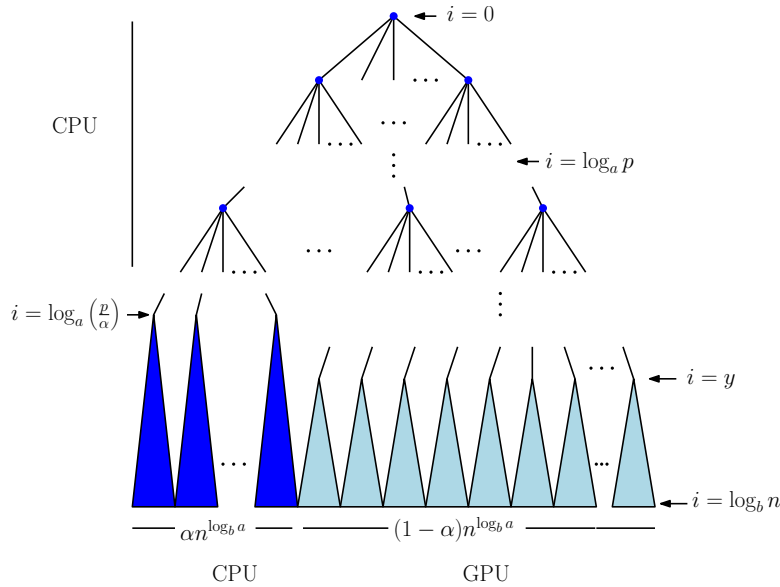 i = 0
CPU
...
...
...
...
i = log_a p
⋮
...
...
...
...
i = log_a (p/α)
⋮
...
i = y
...
...
i = log_b n
αn^{log_b a}
(1 − α)n^{log_b a}
CPU
GPU